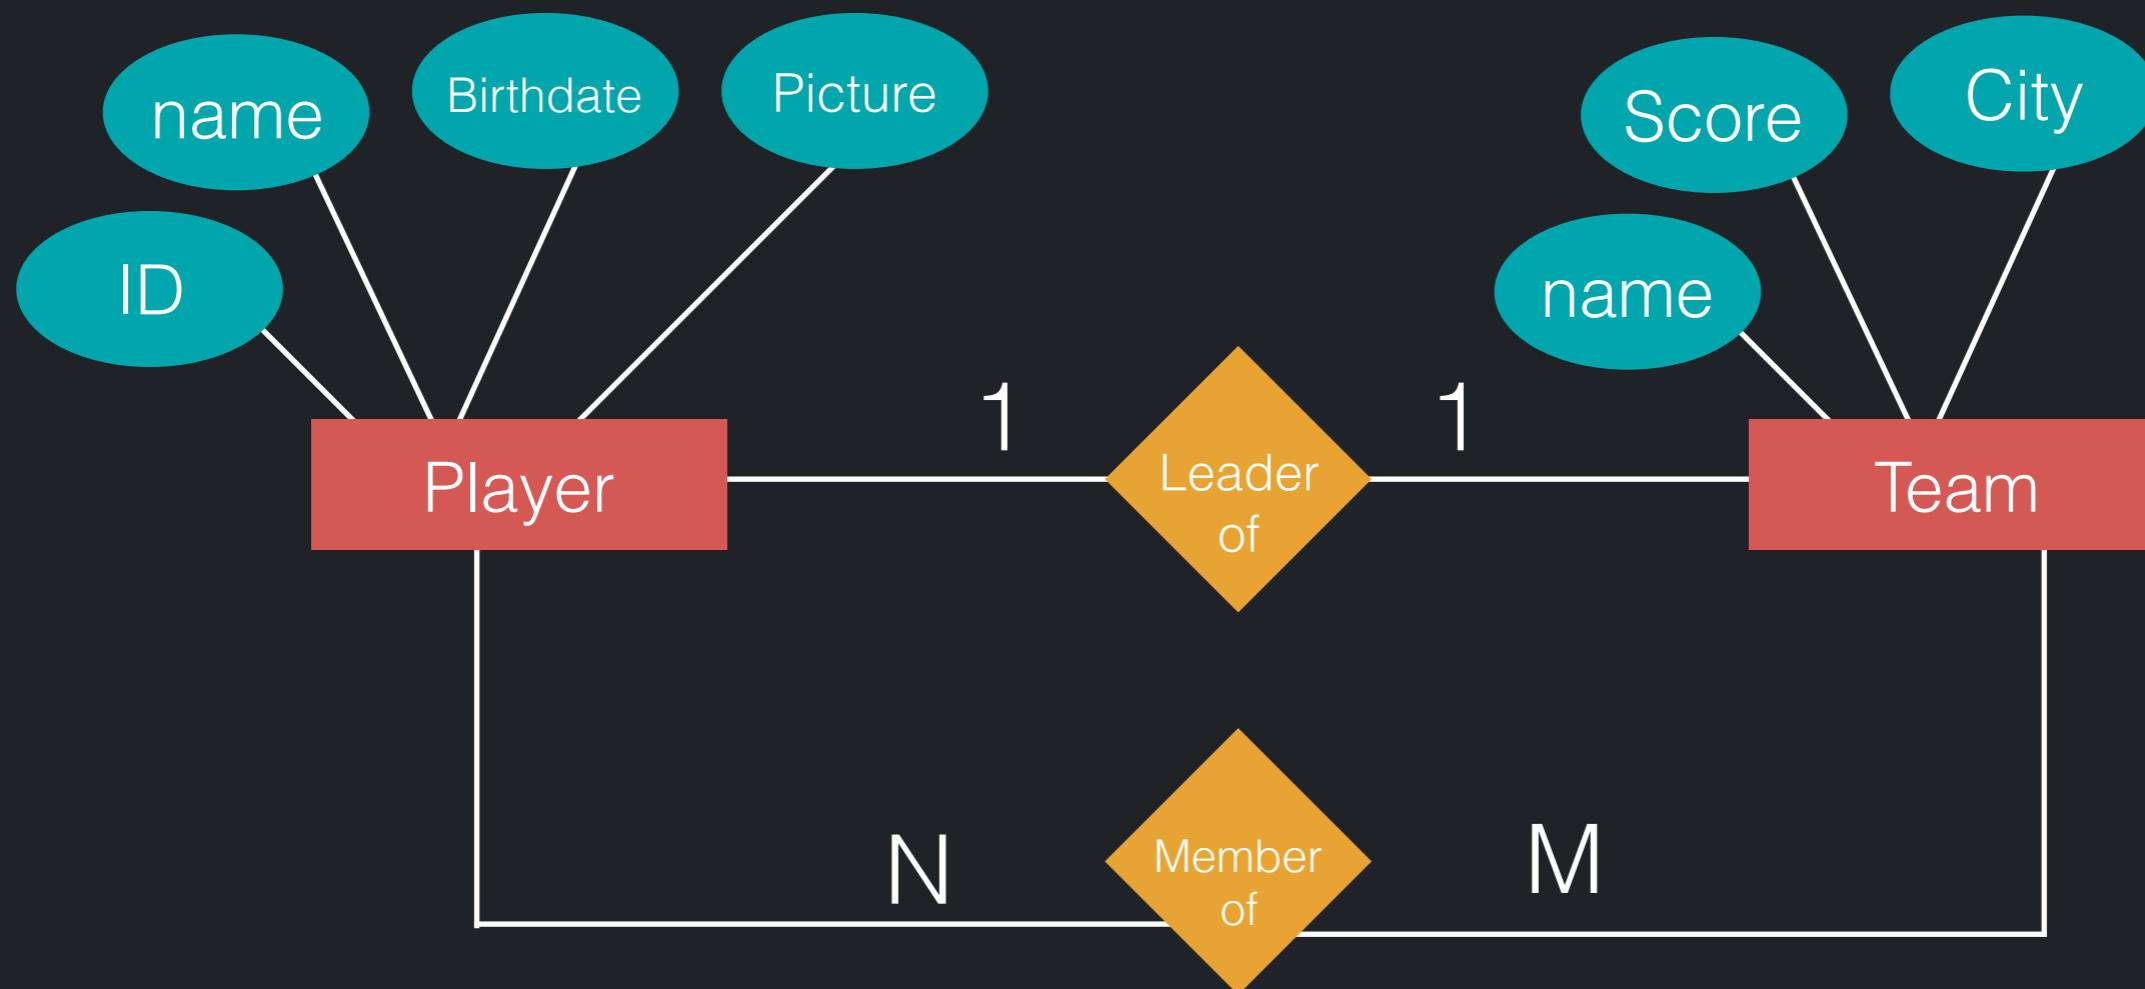 name
Birthdate
Picture
ID
Score
City
name
1
1
Player
Leader
of
Team
N
M
Member
of